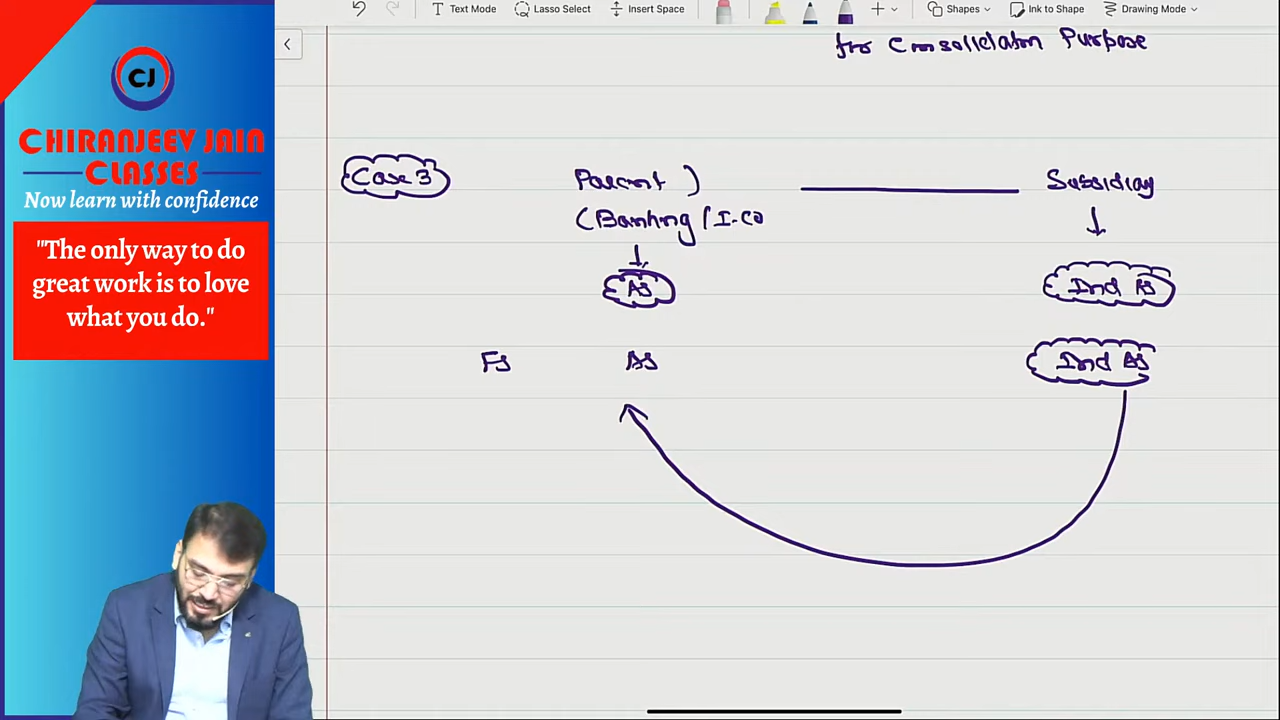 Text Mode
Lasso Select
Insert Space
Shapes
Ink to Shape
Drawing Mode
for Consolidation Purpose
CJ
CHIRANJEEV JAIN
CLASSES
Now learn with confidence
"The only way to do
great work is to love
what you do."
Case 3
Parent )
Subsidiary
(Banking / I.Co
AS
Ind AS
FS
AS
Ind AS